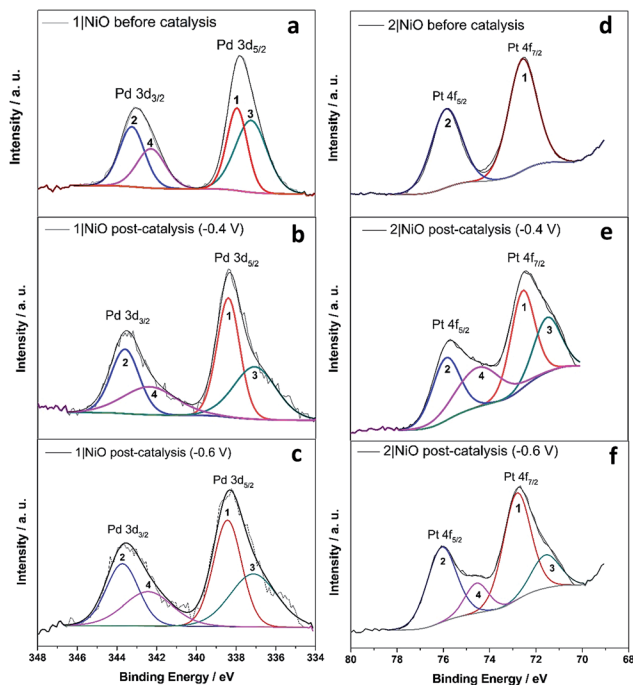 1|NiO before catalysis
a
Pd 3d5/2
Pd 3d3/2
1
2
3
4
Intensity / a. u.
1|NiO post-catalysis (-0.4 V)
b
Pd 3d5/2
Pd 3d3/2
1
2
3
4
Intensity / a. u.
1|NiO post-catalysis (-0.6 V)
c
Pd 3d5/2
Pd 3d3/2
1
2
3
4
Intensity / a. u.
348 346 344 342 340 338 336 334
Binding Energy / eV
2|NiO before catalysis
d
Pt 4f7/2
1
Pt 4f5/2
2
Intensity / a. u.
2|NiO post-catalysis (-0.4 V)
e
Pt 4f7/2
1
Pt 4f5/2
3
2
4
Intensity / a. u.
2|NiO post-catalysis (-0.6 V)
f
Pt 4f7/2
1
Pt 4f5/2
2
3
4
Intensity / a. u.
80 78 76 74 72 70 68
Binding Energy / eV